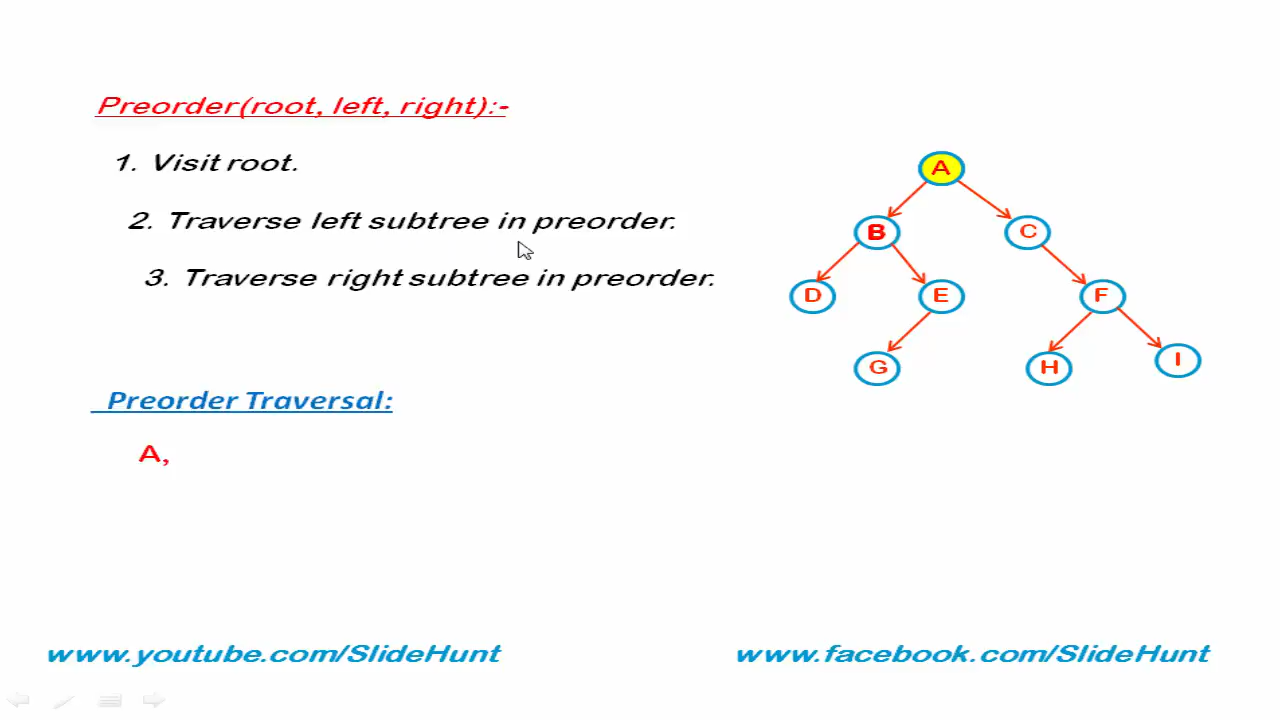 Preorder(root, left, right):-
1. Visit root.
2. Traverse left subtree in preorder.
3. Traverse right subtree in preorder.
A
B
C
D
E
F
G
H
I
Preorder Traversal:
A,
www.youtube.com/SlideHunt
www.facebook.com/SlideHunt